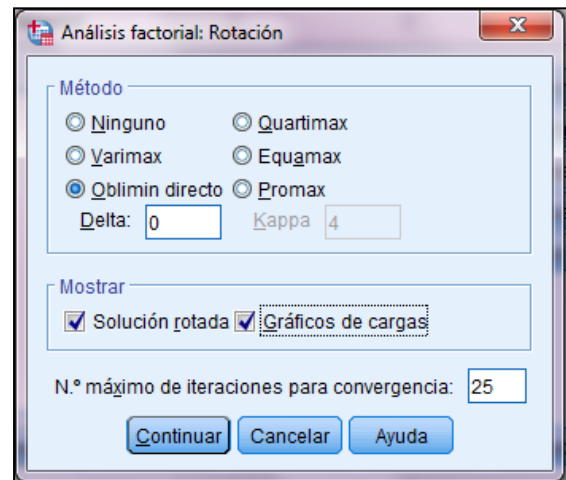 Análisis factorial: Rotación
Método
Ninguno Quartimax
Varimax Equamax
Oblimin directo Promax
Delta: 0 Kappa 4
Mostrar
Solución rotada Gráficos de cargas
N.º máximo de iteraciones para convergencia: 25
Continuar Cancelar Ayuda